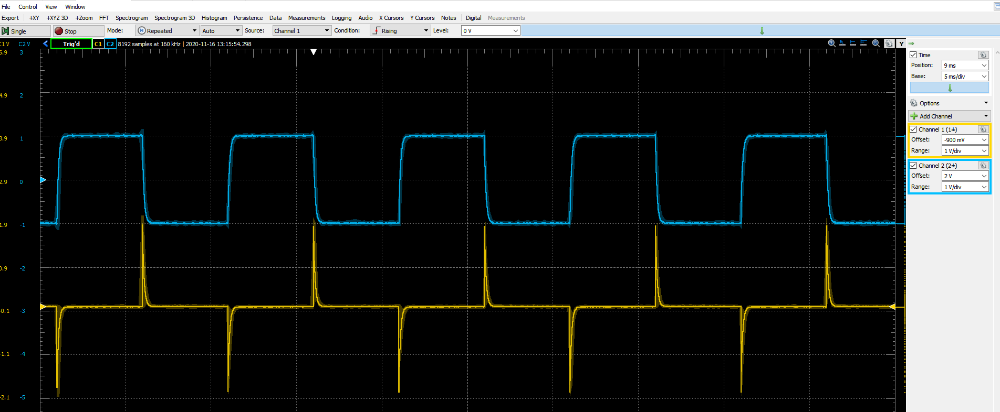 File Control View Window
Export +XY +XYZ 3D +Zoom FFT Spectrogram Spectrogram 3D Histogram Persistence Data Measurements Logging Audio X Cursors Y Cursors Notes Digital Measurements
Single Stop Mode: Repeated Auto Source: Channel 1 Condition: Rising Level: 0 V
C1 V C2 V Trig'd C1 C2 8192 samples at 160 kHz | 2020-11-16 13:15:54.298 Y
5.9 3
4.9 2
3.9 1
2.9 0
1.9 -1
0.9 -2
-0.1 -3
-1.1 -4
-2.1 -5
Time
Position: 9 ms
Base: 5 ms/div
Options
Add Channel
Channel 1 (1±)
Offset: -900 mV
Range: 1 V/div
Channel 2 (2±)
Offset: 2 V
Range: 1 V/div